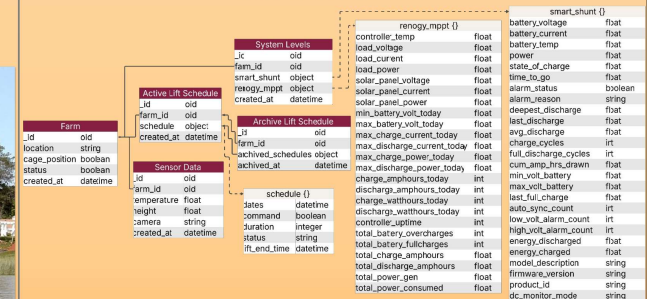 Farm
_id oid
location string
cage_position boolean
status boolean
created_at datetime
Active Lift Schedule
_id oid
farm_id oid
schedule object
created_at datetime
Sensor Data
_id oid
farm_id oid
temperature float
height float
camera string
created_at datetime
System Levels
_id oid
farm_id oid
smart_shunt object
renogy_mppt object
created_at datetime
Archive Lift Schedule
_id oid
farm_id oid
achived_schedules object
achived_at datetime
schedule {}
dates datetime
command boolean
duration integer
status string
lift_end_time datetime
renogy_mppt {}
controller_temp float
load_voltage float
load_current float
load_power float
solar_panel_voltage float
solar_panel_current float
solar_panel_power float
min_battery_volt_today float
max_battery_volt_today float
max_charge_current_today float
max_discharge_current_today float
max_charge_power_today float
max_discharge_power_today float
charge_amphours_today int
discharge_amphours_today int
charge_watthours_today int
discharge_watthours_today int
controller_uptime int
total_battery_overcharges int
total_battery_fullcharges int
total_charge_amphours float
total_discharge_amphours float
total_power_gen float
total_power_consumed float
smart_shunt {}
battery_voltage float
battery_current float
battery_temp float
power float
state_of_charge float
time_to_go float
alarm_status boolean
alarm_reason string
deepest_discharge float
last_discharge float
avg_discharge float
charge_cycles int
full_discharge_cycles int
cum_amp_hrs_drawn float
min_volt_battery float
max_volt_battery float
last_full_charge float
auto_sync_count int
low_volt_alarm_count int
high_volt_alarm_count int
energy_discharged float
energy_charged float
model_description string
firmware_version string
product_id string
dc_monitor_mode string